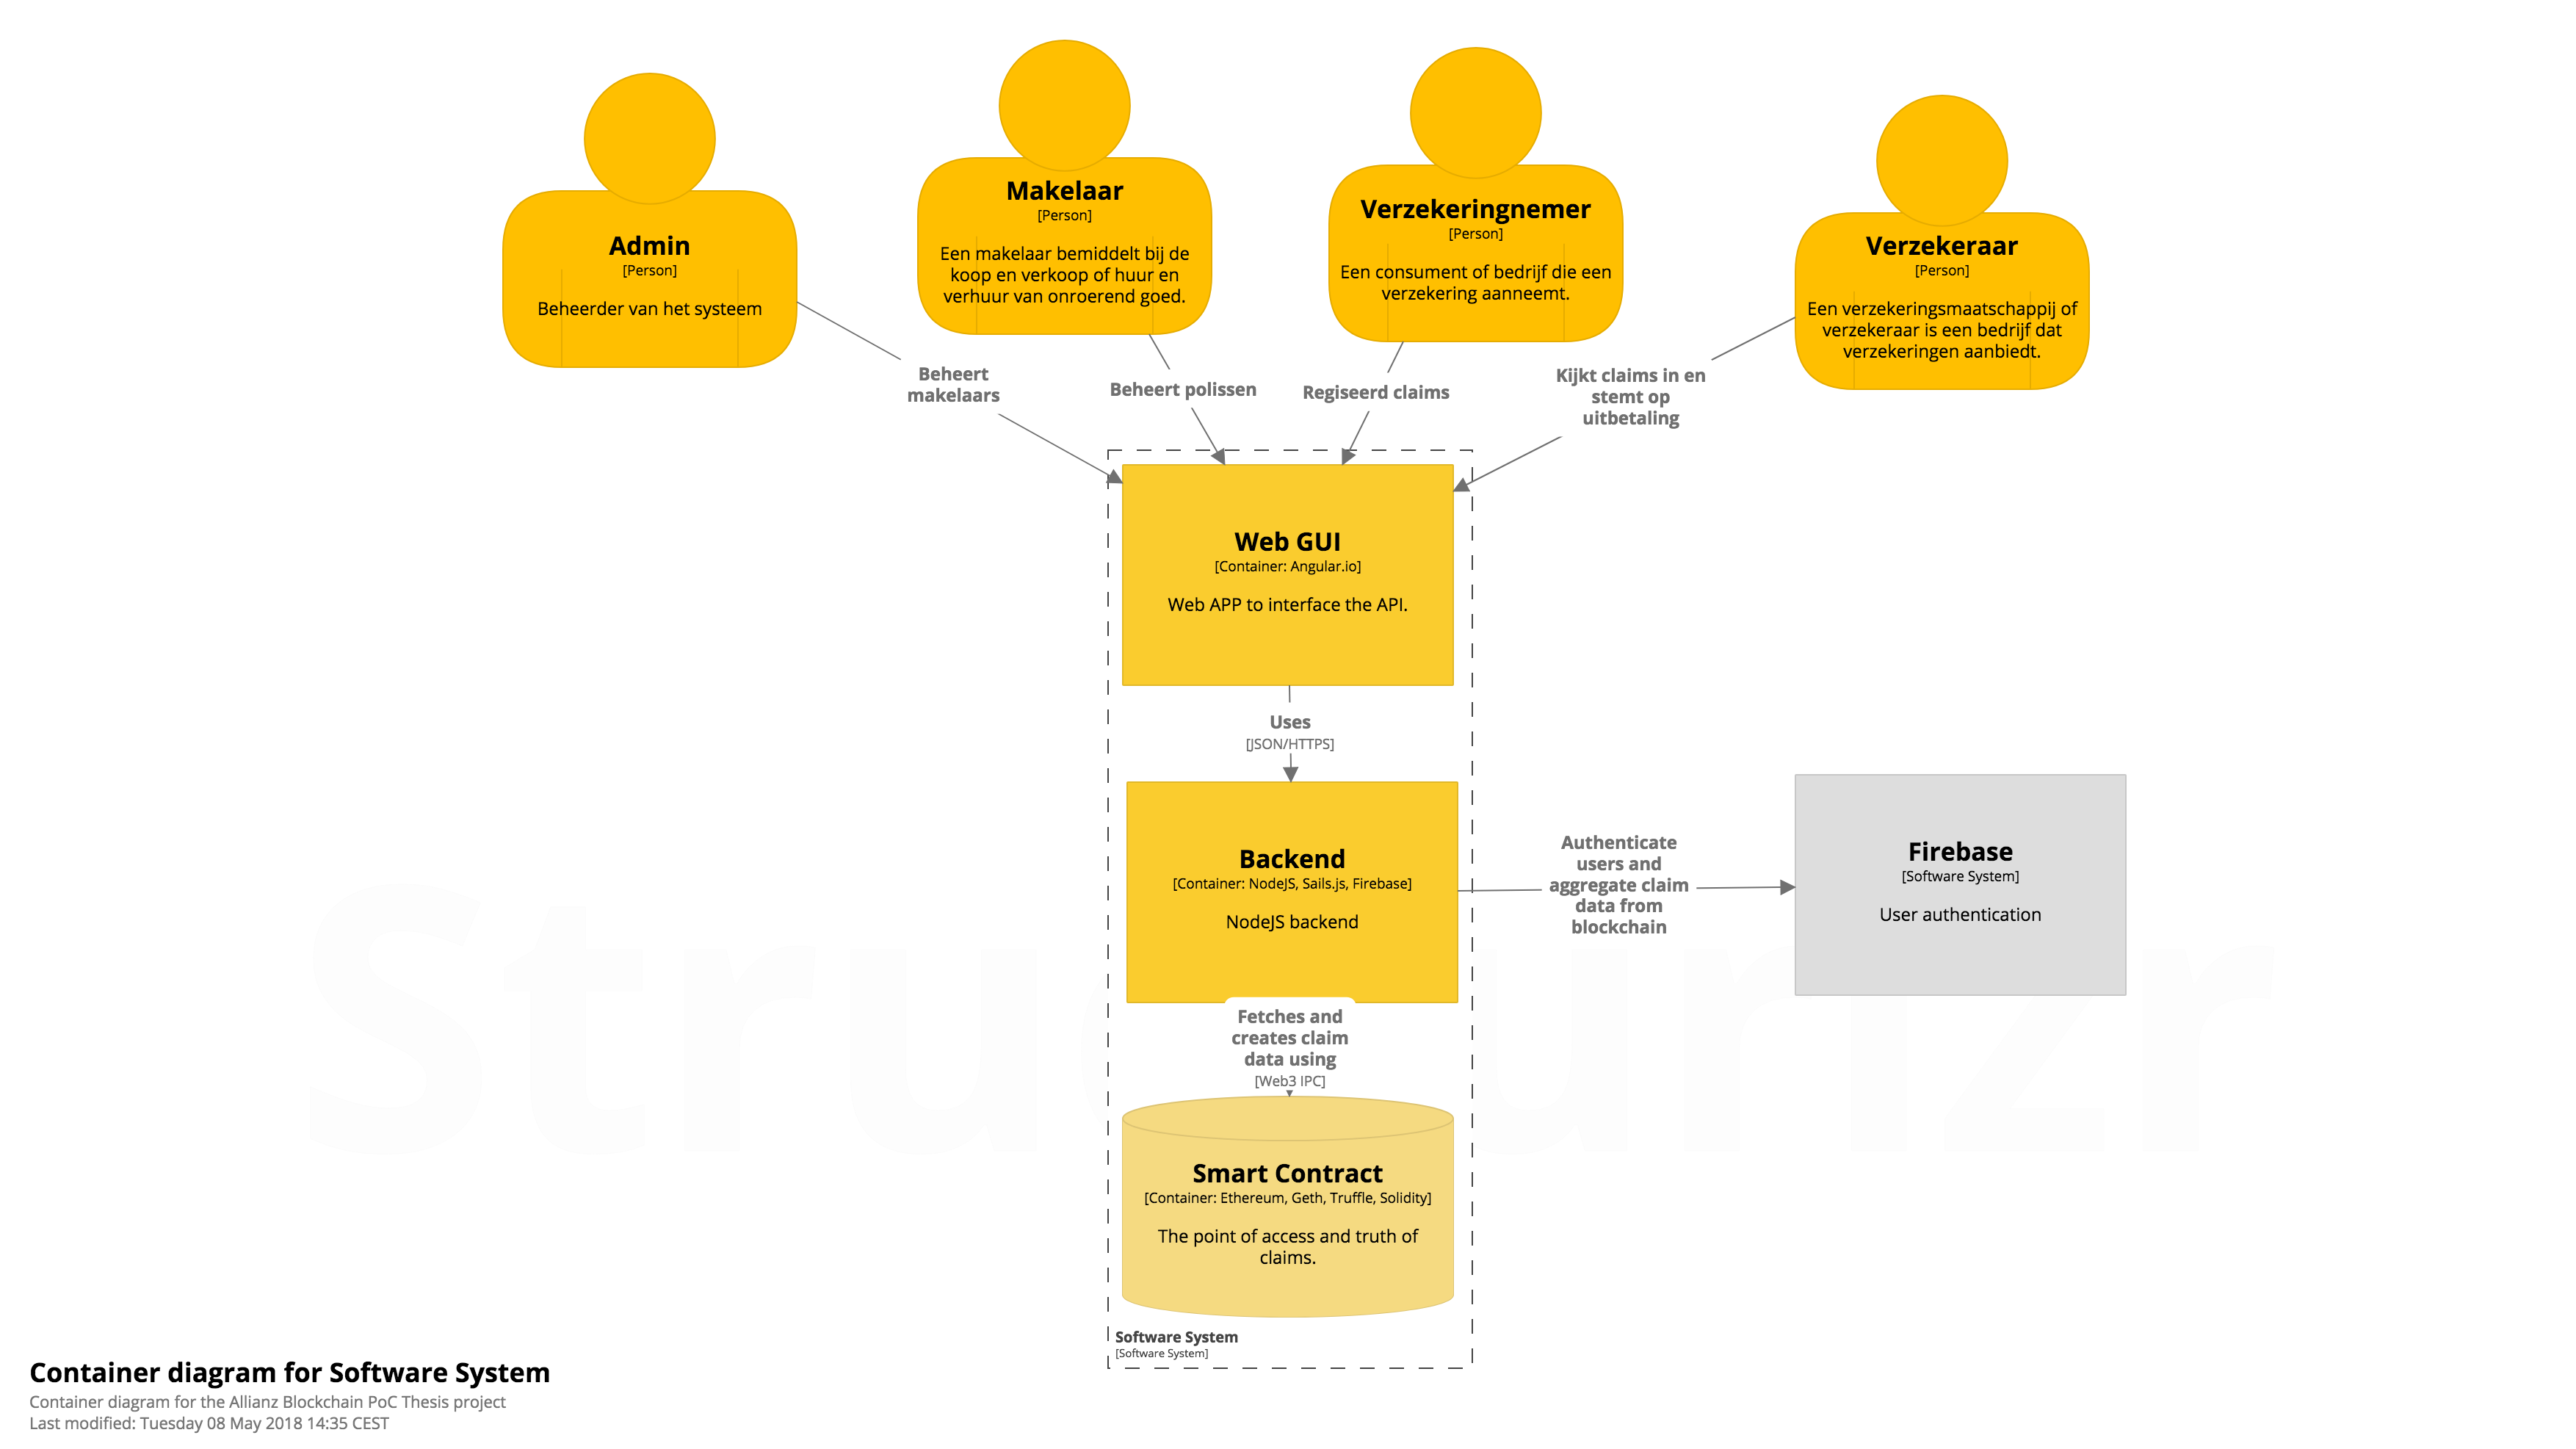 Admin
[Person]
Beheerder van het systeem
Makelaar
[Person]
Een makelaar bemiddelt bij de
koop en verkoop of huur en
verhuur van onroerend goed.
Verzekeringnemer
[Person]
Een consument of bedrijf die een
verzekering aanneemt.
Verzekeraar
[Person]
Een verzekeringsmaatschappij of
verzekeraar is een bedrijf dat
verzekeringen aanbiedt.
Beheert
makelaars
Beheert polissen
Regiseerd claims
Kijkt claims in en
stemt op
uitbetaling
Web GUI
[Container: Angular.io]
Web APP to interface the API.
Uses
[JSON/HTTPS]
Backend
[Container: NodeJS, Sails.js, Firebase]
NodeJS backend
Authenticate
users and
aggregate claim
data from
blockchain
Firebase
[Software System]
User authentication
Fetches and
creates claim
data using
[Web3 IPC]
Smart Contract
[Container: Ethereum, Geth, Truffle, Solidity]
The point of access and truth of
claims.
Software System
[Software System]
Structurizr
Container diagram for Software System
Container diagram for the Allianz Blockchain PoC Thesis project
Last modified: Tuesday 08 May 2018 14:35 CEST